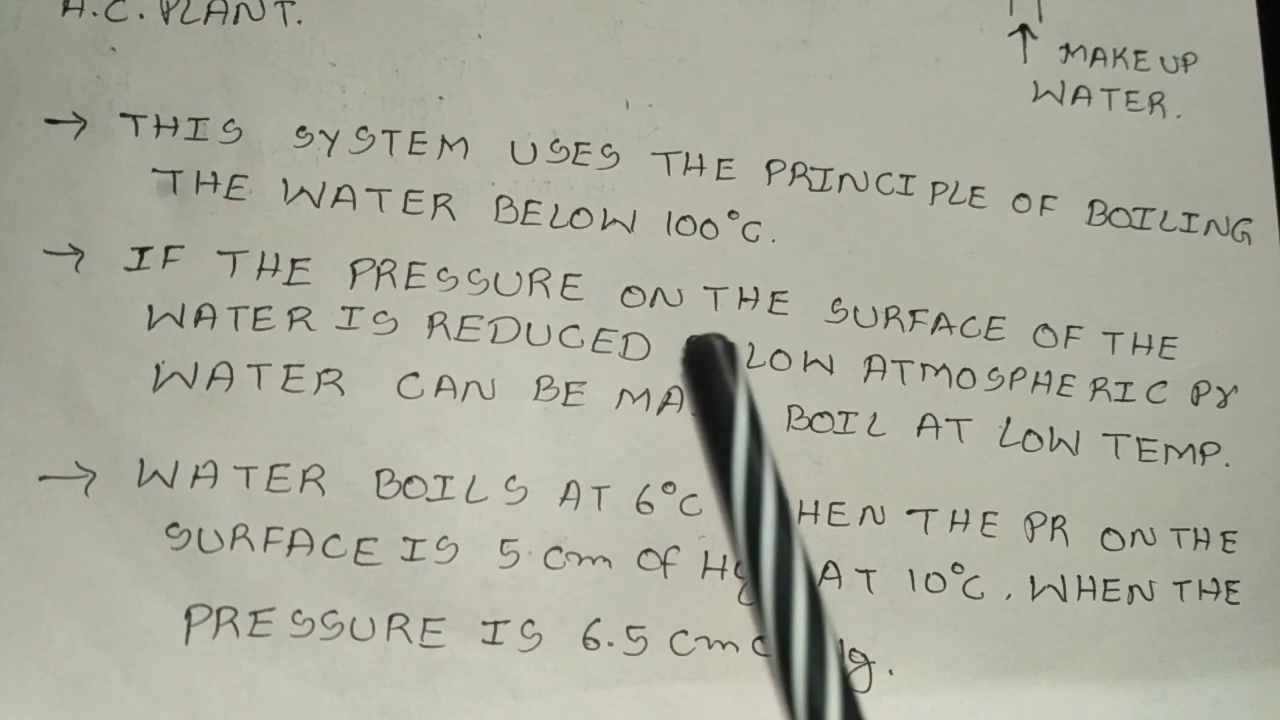 A.C. PLANT.
↑ MAKE UP
WATER.
→ THIS SYSTEM USES THE PRINCIPLE OF BOILING
THE WATER BELOW 100°C.
→ IF THE PRESSURE ON THE SURFACE OF THE
WATER IS REDUCED LOW ATMOSPHERIC Pr
WATER CAN BE BOIL AT LOW TEMP.
→ WATER BOILS AT 6°C HEN THE PR ON THE
SURFACE IS 5 cm Of Hg AT 10°C, WHEN THE
PRESSURE IS 6.5 cm g.